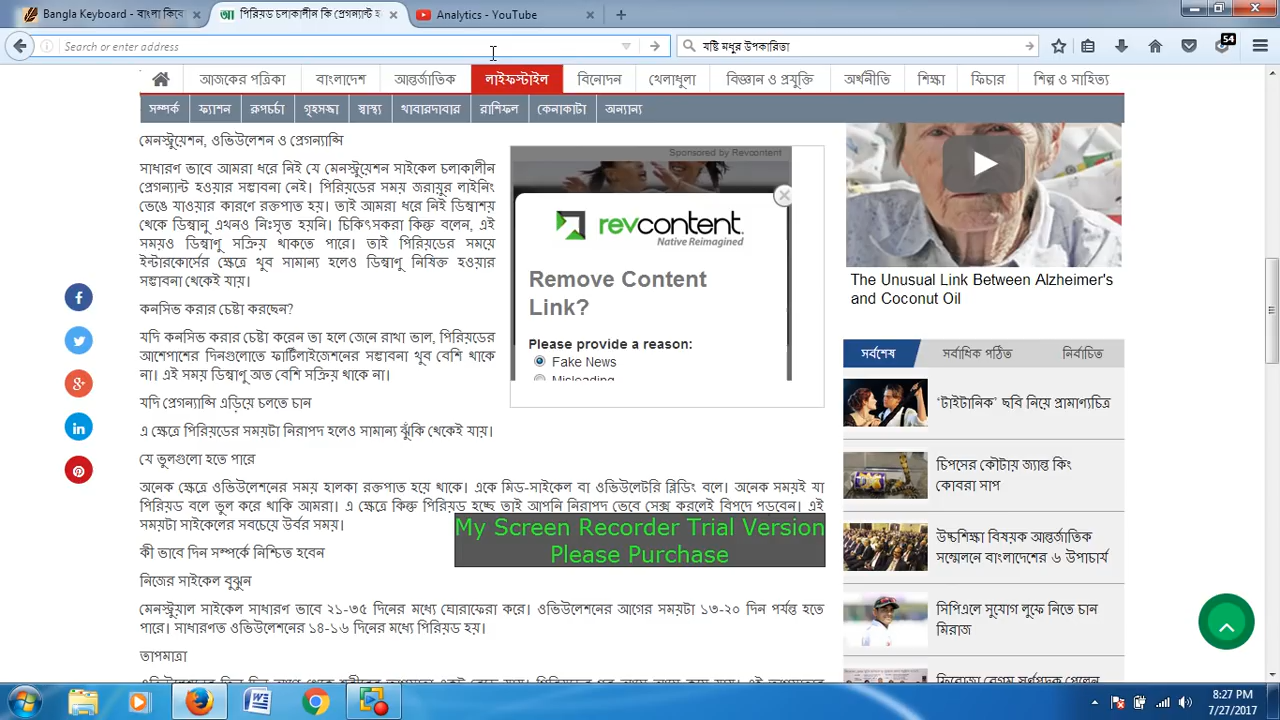 Bangla Keyboard - বাংলা কিবো
পিরিয়ড চলাকালীন কি প্রেগন্যান্ট হ
Analytics - YouTube
Search or enter address
যষ্টি মধুর উপকারিতা
54
আজকের পত্রিকা
বাংলাদেশ
আন্তর্জাতিক
লাইফস্টাইল
বিনোদন
খেলাধুলা
বিজ্ঞান ও প্রযুক্তি
অর্থনীতি
শিক্ষা
ফিচার
শিল্প ও সাহিত্য
সম্পর্ক
ফ্যাশন
রুপচর্চা
গৃহসজ্জা
স্বাস্থ্য
খাবারদাবার
রাশিফল
কেনাকাটা
অন্যান্য
মেনস্ট্রুয়েশন, ওভিউলেশন ও প্রেগন্যান্সি
সাধারণ ভাবে আমরা ধরে নিই যে মেনস্ট্রুয়েশন সাইকেল চলাকালীন
প্রেগন্যান্ট হওয়ার সম্ভাবনা নেই। পিরিয়ডের সময় জরায়ুর লাইনিং
ভেঙে যাওয়ার কারণে রক্তপাত হয়। তাই আমরা ধরে নিই ডিম্বাশয়
থেকে ডিম্বাণু এখনও নিঃসৃত হয়নি। চিকিৎসকরা কিন্তু বলেন, এই
সময়ও ডিম্বাণু সক্রিয় থাকতে পারে। তাই পিরিয়ডের সময়ে
ইন্টারকোর্সের ক্ষেত্রে খুব সামান্য হলেও ডিম্বাণু নিষিক্ত হওয়ার
সম্ভাবনা থেকেই যায়।
কনসিভ করার চেষ্টা করছেন?
যদি কনসিভ করার চেষ্টা করেন তা হলে জেনে রাখা ভাল, পিরিয়ডের
আশেপাশের দিনগুলোতে ফার্টিলাইজেশনের সম্ভাবনা খুব বেশি থাকে
না। এই সময় ডিম্বাণু অত বেশি সক্রিয় থাকে না।
যদি প্রেগন্যান্সি এড়িয়ে চলতে চান
এ ক্ষেত্রে পিরিয়ডের সময়টা নিরাপদ হলেও সামান্য ঝুঁকি থেকেই যায়।
যে ভুলগুলো হতে পারে
অনেক ক্ষেত্রে ওভিউলেশনের সময় হালকা রক্তপাত হয়ে থাকে। একে মিড-সাইকেল বা ওভিউলেটরি ব্লিডিং বলে। অনেক সময়ই যা
পিরিয়ড বলে ভুল করে থাকি আমরা। এ ক্ষেত্রে কিন্তু পিরিয়ড হচ্ছে তাই আপনি নিরাপদ ভেবে সেক্স করলেই বিপদে পড়বেন। এই
সময়টা সাইকেলের সবচেয়ে উর্বর সময়।
কী ভাবে দিন সম্পর্কে নিশ্চিত হবেন
নিজের সাইকেল বুঝুন
মেনস্ট্রুয়াল সাইকেল সাধারণ ভাবে ২১-৩৫ দিনের মধ্যে ঘোরাফেরা করে। ওভিউলেশনের আগের সময়টা ১৩-২০ দিন পর্যন্ত হতে
পারে। সাধারণত ওভিউলেশনের ১৪-১৬ দিনের মধ্যে পিরিয়ড হয়।
তাপমাত্রা
Sponsored by Revcontent
revcontent
Native Reimagined
Remove Content
Link?
Please provide a reason:
Fake News
Misleading
My Screen Recorder Trial Version
Please Purchase
The Unusual Link Between Alzheimer's
and Coconut Oil
সর্বশেষ
সর্বাধিক পঠিত
নির্বাচিত
'টাইটানিক' ছবি নিয়ে প্রামাণ্যচিত্র
চিপসের কৌটায় জ্যান্ত কিং
কোবরা সাপ
উচ্চশিক্ষা বিষয়ক আন্তর্জাতিক
সম্মেলনে বাংলাদেশের ৬ উপাচার্য
সিপিএলে সুযোগ লুফে নিতে চান
মিরাজ
8:27 PM
7/27/2017